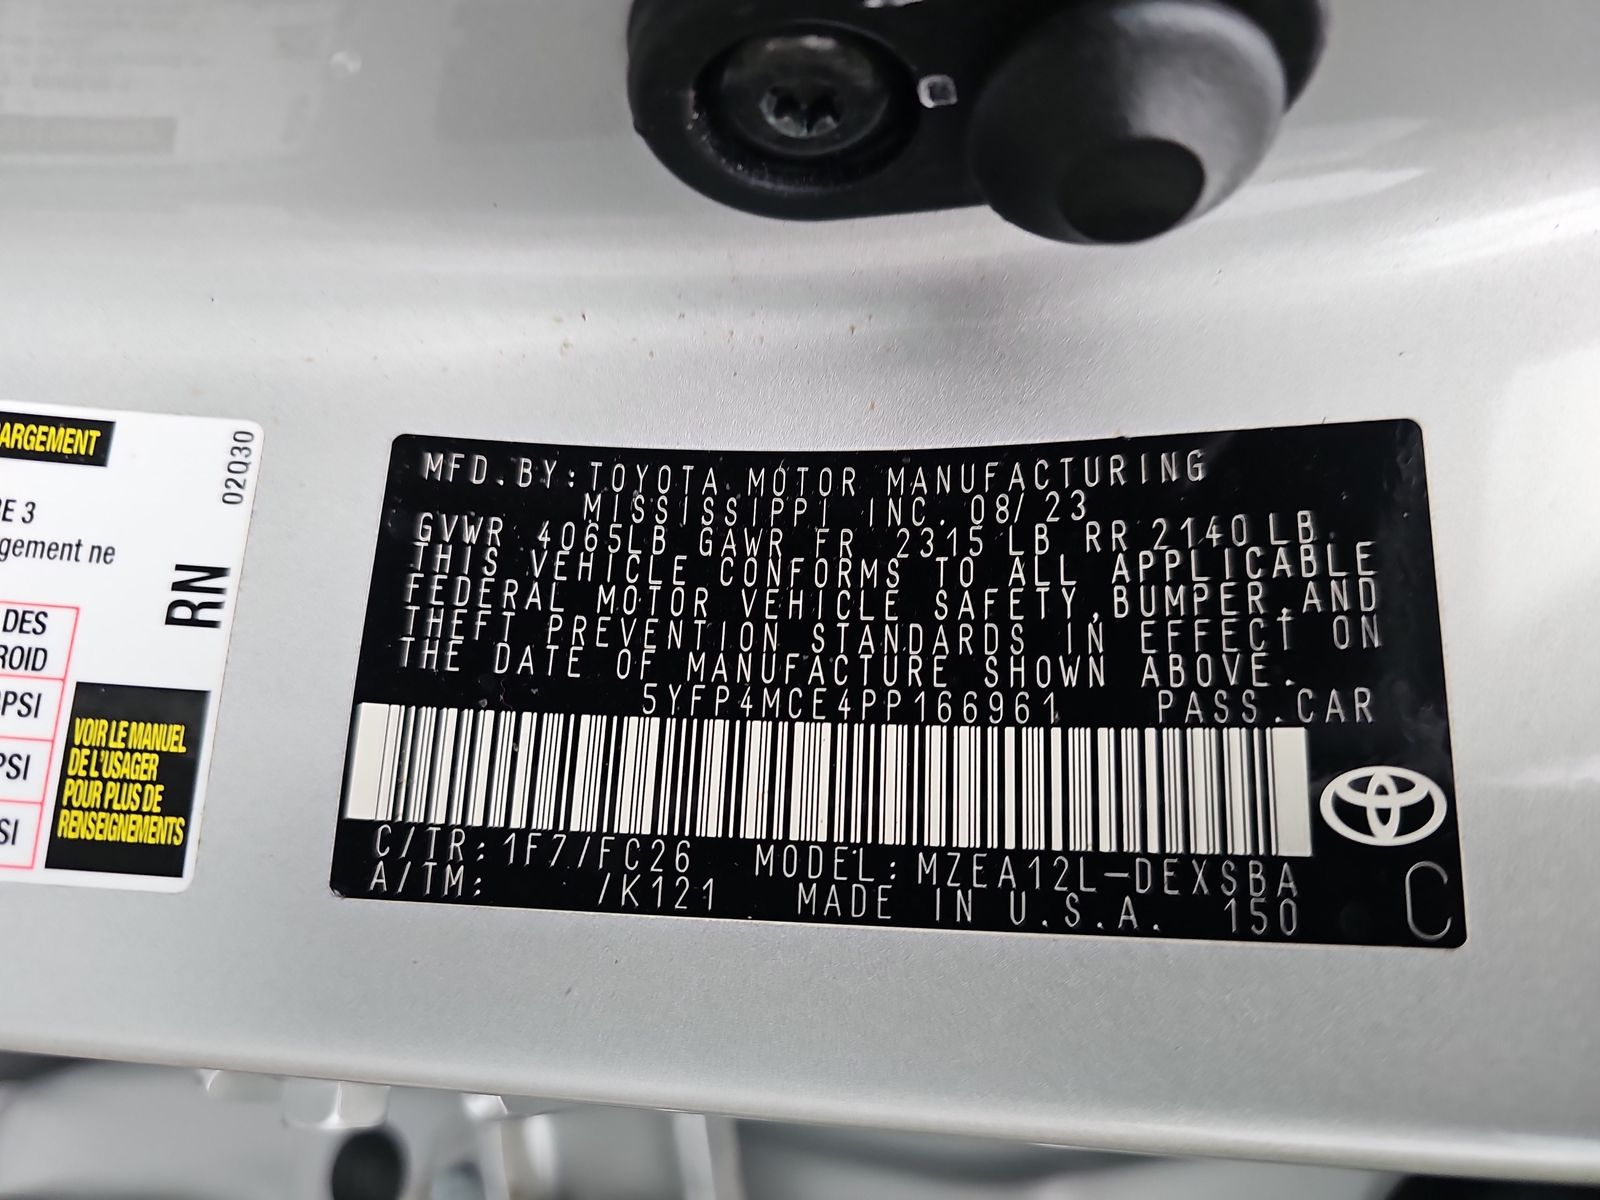 ARGEMENT
02Q30
E 3
gement ne
RN
DES
ROID
PSI
PSI
SI
VOIR LE MANUEL
DE L'USAGER
POUR PLUS DE
RENSEIGNEMENTS
MFD.BY:TOYOTA MOTOR MANUFACTURING
MISSISSIPPI INC. 08/23
GVWR 4065LB GAWR FR 2315 LB RR 2140 LB
THIS VEHICLE CONFORMS TO ALL APPLICABLE
FEDERAL MOTOR VEHICLE SAFETY,BUMPER,AND
THEFT PREVENTION STANDARDS IN EFFECT ON
THE DATE OF MANUFACTURE SHOWN ABOVE.
5YFP4MCE4PP166961 PASS.CAR
C/TR:1F7/FC26 MODEL:MZEA12L-DEXSBA
A/TM: /K121 MADE IN U.S.A. 150
C